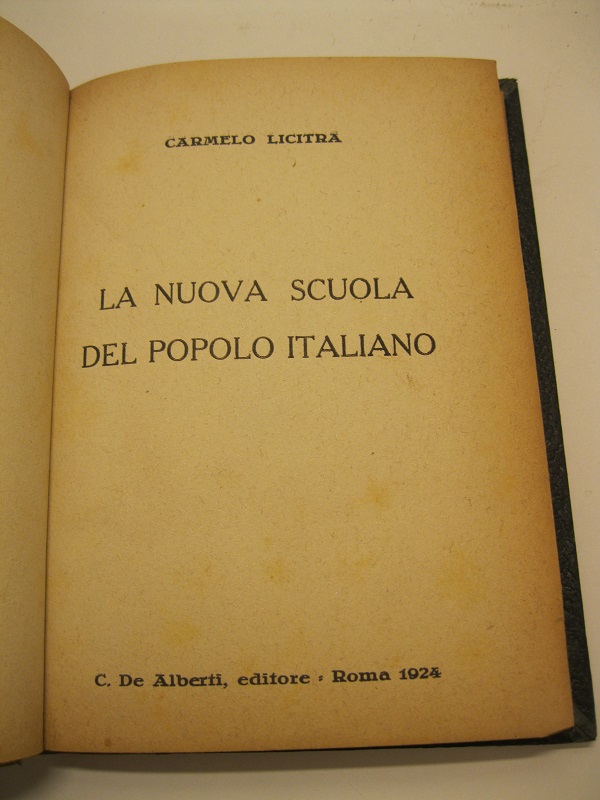 CARMELO LICITRA
LA NUOVA SCUOLA
DEL POPOLO ITALIANO
C. De Alberti, editore - Roma 1924